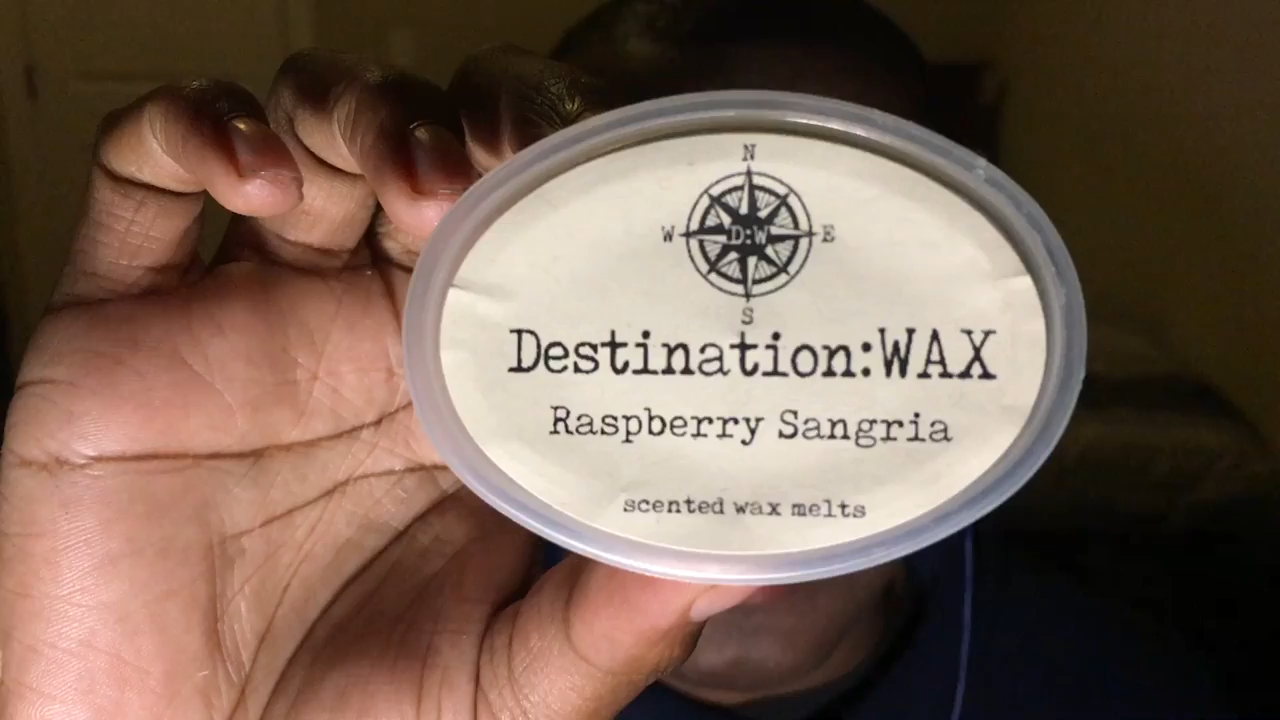 N
W D:W E
S
Destination:WAX
Raspberry Sangria
scented wax melts